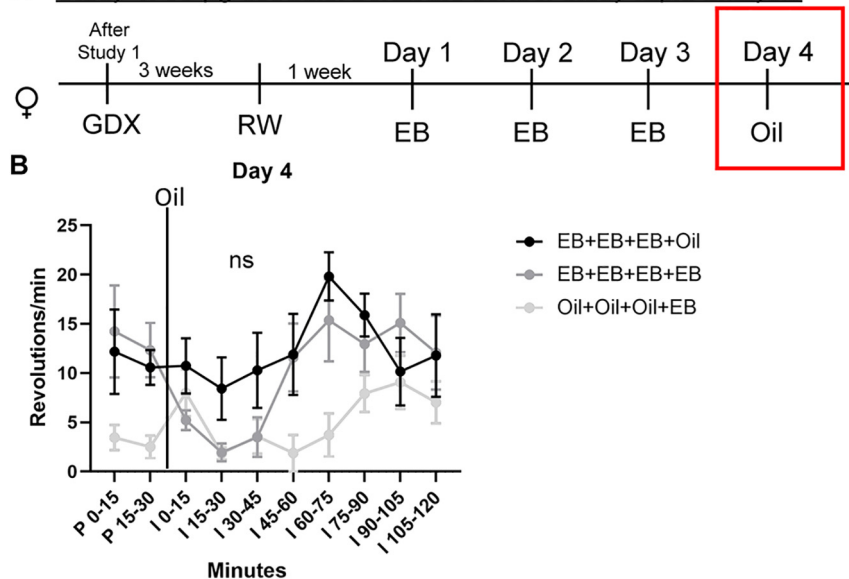 After
Study 1
3 weeks
1 week
Day 1
Day 2
Day 3
Day 4
♀
GDX
RW
EB
EB
EB
Oil
B
Day 4
Oil
ns
25
20
15
10
5
0
Revolutions/min
EB+EB+EB+Oil
EB+EB+EB+EB
Oil+Oil+Oil+EB
P 0-15
P 15-30
I 0-15
I 15-30
I 30-45
I 45-60
I 60-75
I 75-90
I 90-105
I 105-120
Minutes